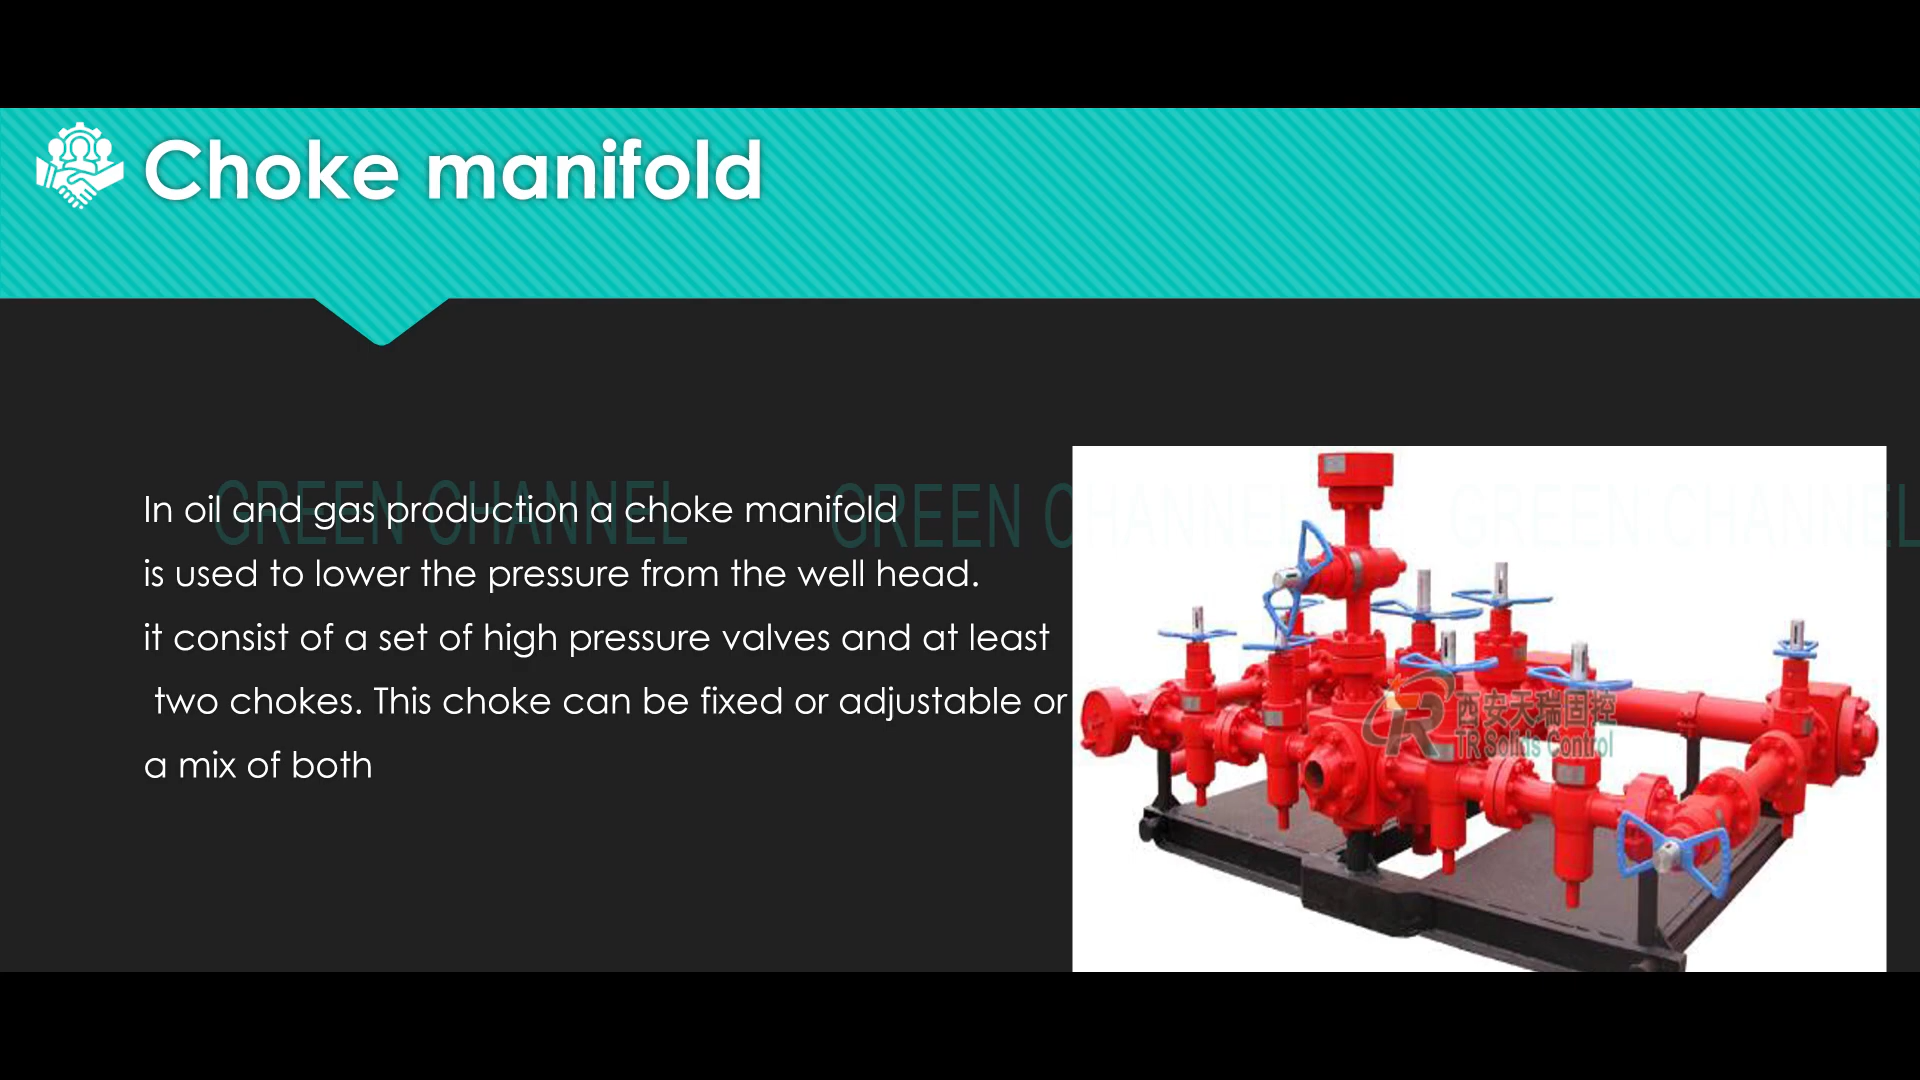 Choke manifold
GREEN CHANNEL GREEN CHANNEL GREEN CHANNEL
In oil and gas production a choke manifold
is used to lower the pressure from the well head.
it consist of a set of high pressure valves and at least
two chokes. This choke can be fixed or adjustable or
a mix of both
西安天瑞固控
TR Solids Control